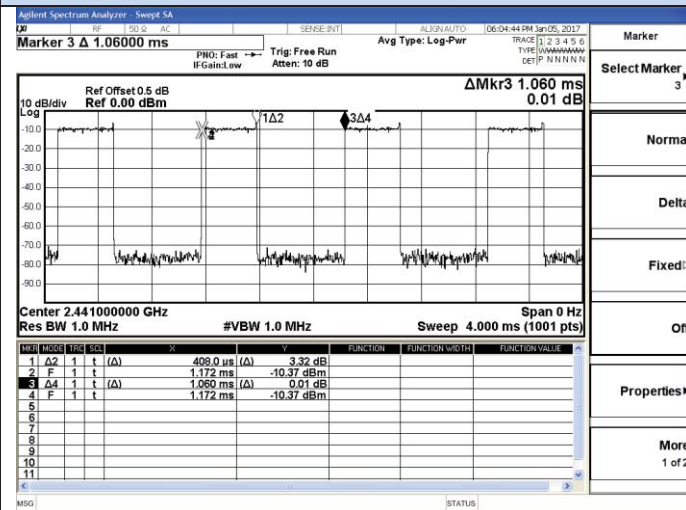 Agilent Spectrum Analyzer - Swept SA
LXI RF 50 Ω AC SENSE:INT ALIGN AUTO 06:04:44 PM Jan 05, 2017
Marker 3 Δ 1.06000 ms
PNO: Fast
IFGain:Low
Trig: Free Run
Atten: 10 dB
Avg Type: Log-Pwr
TRACE 1 2 3 4 5 6
TYPE WWWWWW
DET P N N N N N
ΔMkr3 1.060 ms
0.01 dB
Ref Offset 0.5 dB
10 dB/div Ref 0.00 dBm
Log
1Δ2
3Δ4
-10.0
-20.0
-30.0
-40.0
-50.0
-60.0
-70.0
-80.0
-90.0
Center 2.441000000 GHz Span 0 Hz
Res BW 1.0 MHz #VBW 1.0 MHz Sweep 4.000 ms (1001 pts)
MKR MODE TRC SCL X Y FUNCTION FUNCTION WIDTH FUNCTION VALUE
1 Δ2 1 t (Δ) 408.0 µs (Δ) 3.32 dB
2 F 1 t 1.172 ms -10.37 dBm
3 Δ4 1 t (Δ) 1.060 ms (Δ) 0.01 dB
4 F 1 t 1.172 ms -10.37 dBm
5
6
7
8
9
10
11
MSG STATUS
Marker
Select Marker
3
Norma
Delta
Fixed
Of
Properties
More
1 of 2